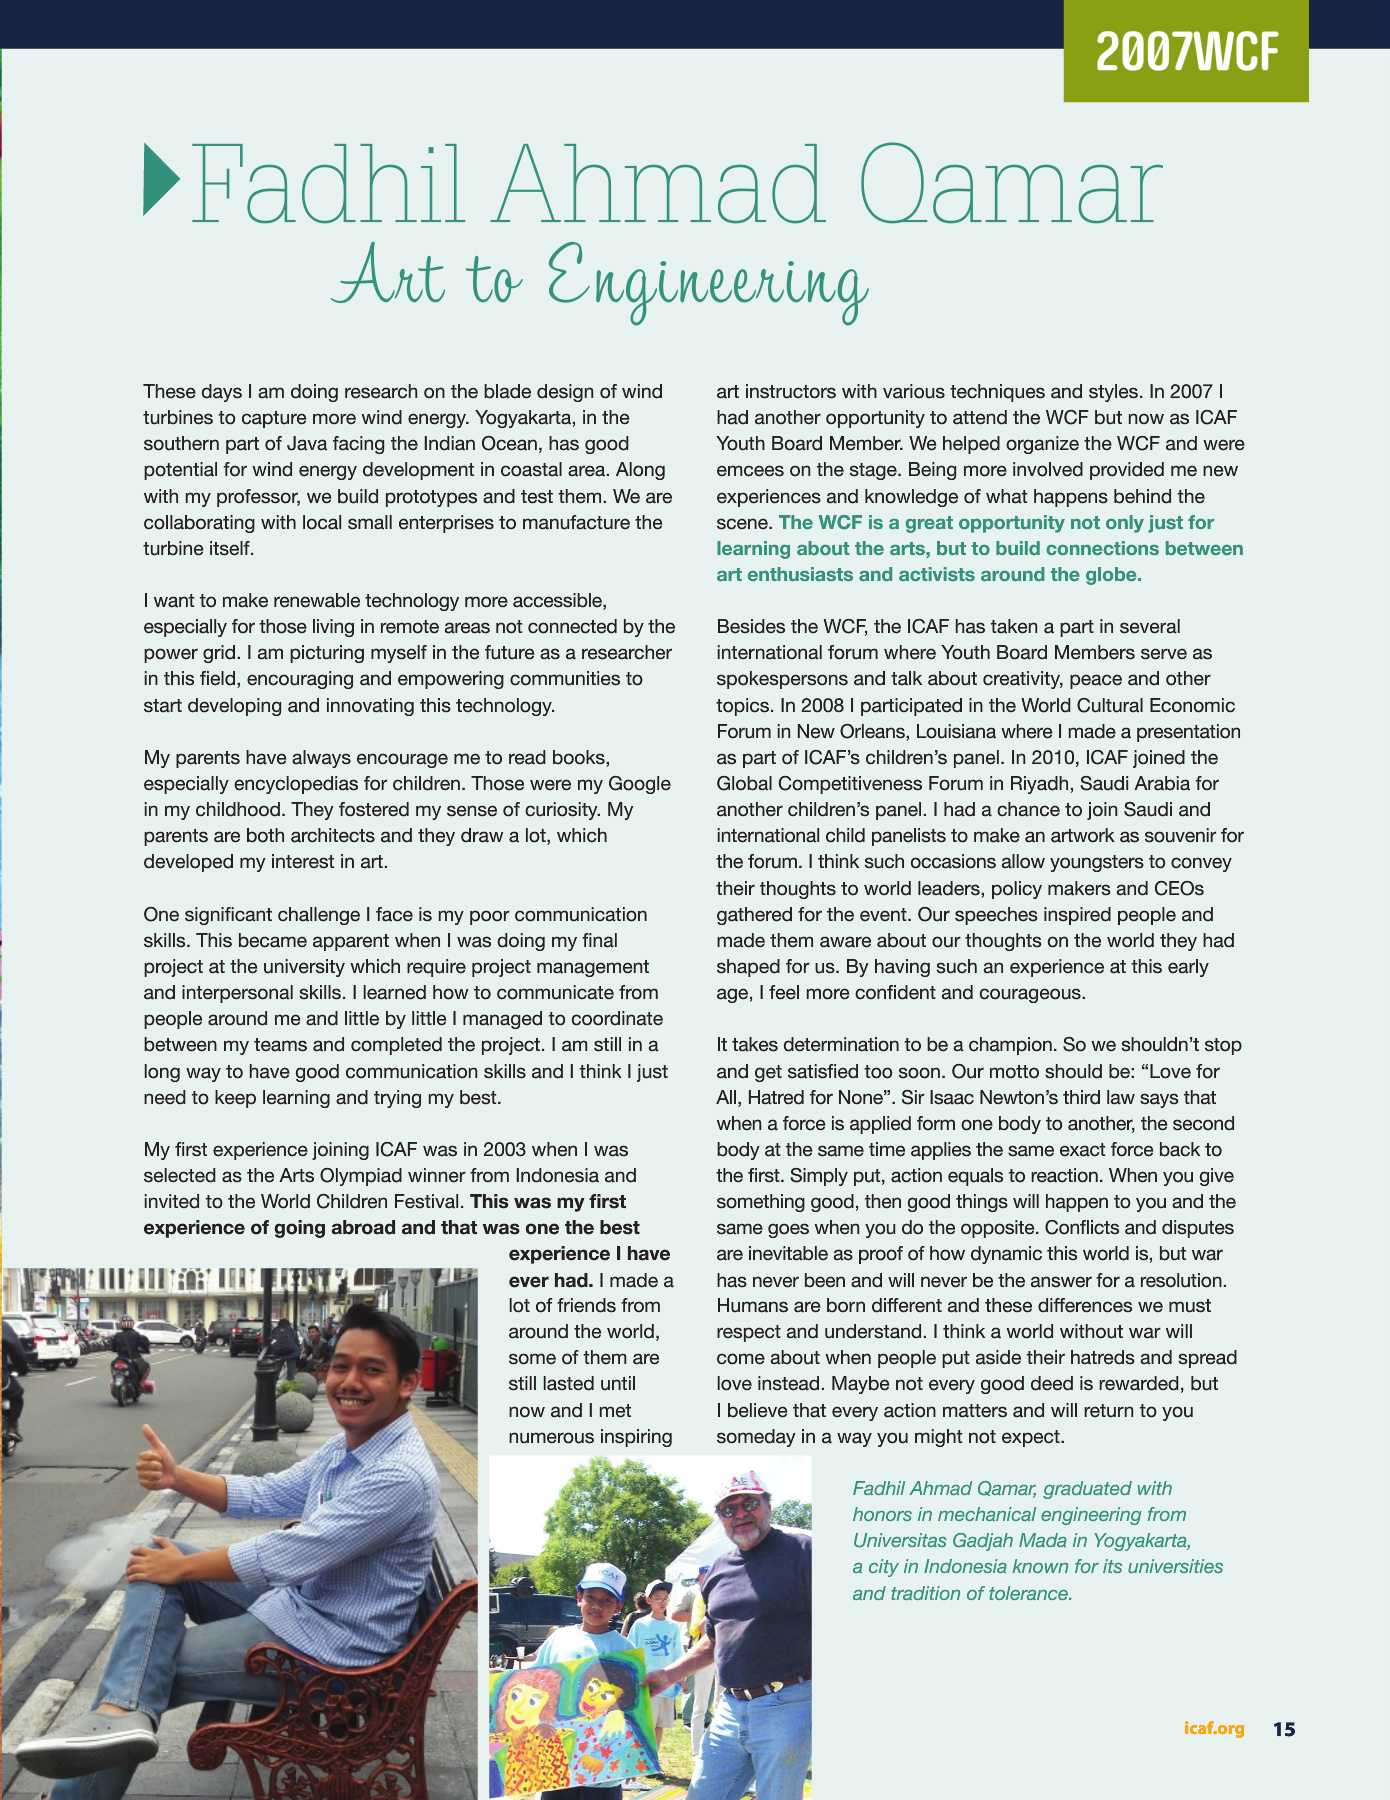 2007WCF
Fadhil Ahmad Qamar
Art to Engineering
These days I am doing research on the blade design of wind
turbines to capture more wind energy. Yogyakarta, in the
southern part of Java facing the Indian Ocean, has good
potential for wind energy development in coastal area. Along
with my professor, we build prototypes and test them. We are
collaborating with local small enterprises to manufacture the
turbine itself.
I want to make renewable technology more accessible,
especially for those living in remote areas not connected by the
power grid. I am picturing myself in the future as a researcher
in this field, encouraging and empowering communities to
start developing and innovating this technology.
My parents have always encourage me to read books,
especially encyclopedias for children. Those were my Google
in my childhood. They fostered my sense of curiosity. My
parents are both architects and they draw a lot, which
developed my interest in art.
One significant challenge I face is my poor communication
skills. This became apparent when I was doing my final
project at the university which require project management
and interpersonal skills. I learned how to communicate from
people around me and little by little I managed to coordinate
between my teams and completed the project. I am still in a
long way to have good communication skills and I think I just
need to keep learning and trying my best.
My first experience joining ICAF was in 2003 when I was
selected as the Arts Olympiad winner from Indonesia and
invited to the World Children Festival. This was my first
experience of going abroad and that was one the best
experience I have
ever had. I made a
lot of friends from
around the world,
some of them are
still lasted until
now and I met
numerous inspiring
art instructors with various techniques and styles. In 2007 I
had another opportunity to attend the WCF but now as ICAF
Youth Board Member. We helped organize the WCF and were
emcees on the stage. Being more involved provided me new
experiences and knowledge of what happens behind the
scene. The WCF is a great opportunity not only just for
learning about the arts, but to build connections between
art enthusiasts and activists around the globe.
Besides the WCF, the ICAF has taken a part in several
international forum where Youth Board Members serve as
spokespersons and talk about creativity, peace and other
topics. In 2008 I participated in the World Cultural Economic
Forum in New Orleans, Louisiana where I made a presentation
as part of ICAF’s children’s panel. In 2010, ICAF joined the
Global Competitiveness Forum in Riyadh, Saudi Arabia for
another children’s panel. I had a chance to join Saudi and
international child panelists to make an artwork as souvenir for
the forum. I think such occasions allow youngsters to convey
their thoughts to world leaders, policy makers and CEOs
gathered for the event. Our speeches inspired people and
made them aware about our thoughts on the world they had
shaped for us. By having such an experience at this early
age, I feel more confident and courageous.
It takes determination to be a champion. So we shouldn’t stop
and get satisfied too soon. Our motto should be: “Love for
All, Hatred for None”. Sir Isaac Newton’s third law says that
when a force is applied form one body to another, the second
body at the same time applies the same exact force back to
the first. Simply put, action equals to reaction. When you give
something good, then good things will happen to you and the
same goes when you do the opposite. Conflicts and disputes
are inevitable as proof of how dynamic this world is, but war
has never been and will never be the answer for a resolution.
Humans are born different and these differences we must
respect and understand. I think a world without war will
come about when people put aside their hatreds and spread
love instead. Maybe not every good deed is rewarded, but
I believe that every action matters and will return to you
someday in a way you might not expect.
ICAF
Fadhil Ahmad Qamar, graduated with
honors in mechanical engineering from
Universitas Gadjah Mada in Yogyakarta,
a city in Indonesia known for its universities
and tradition of tolerance.
icaf.org 15